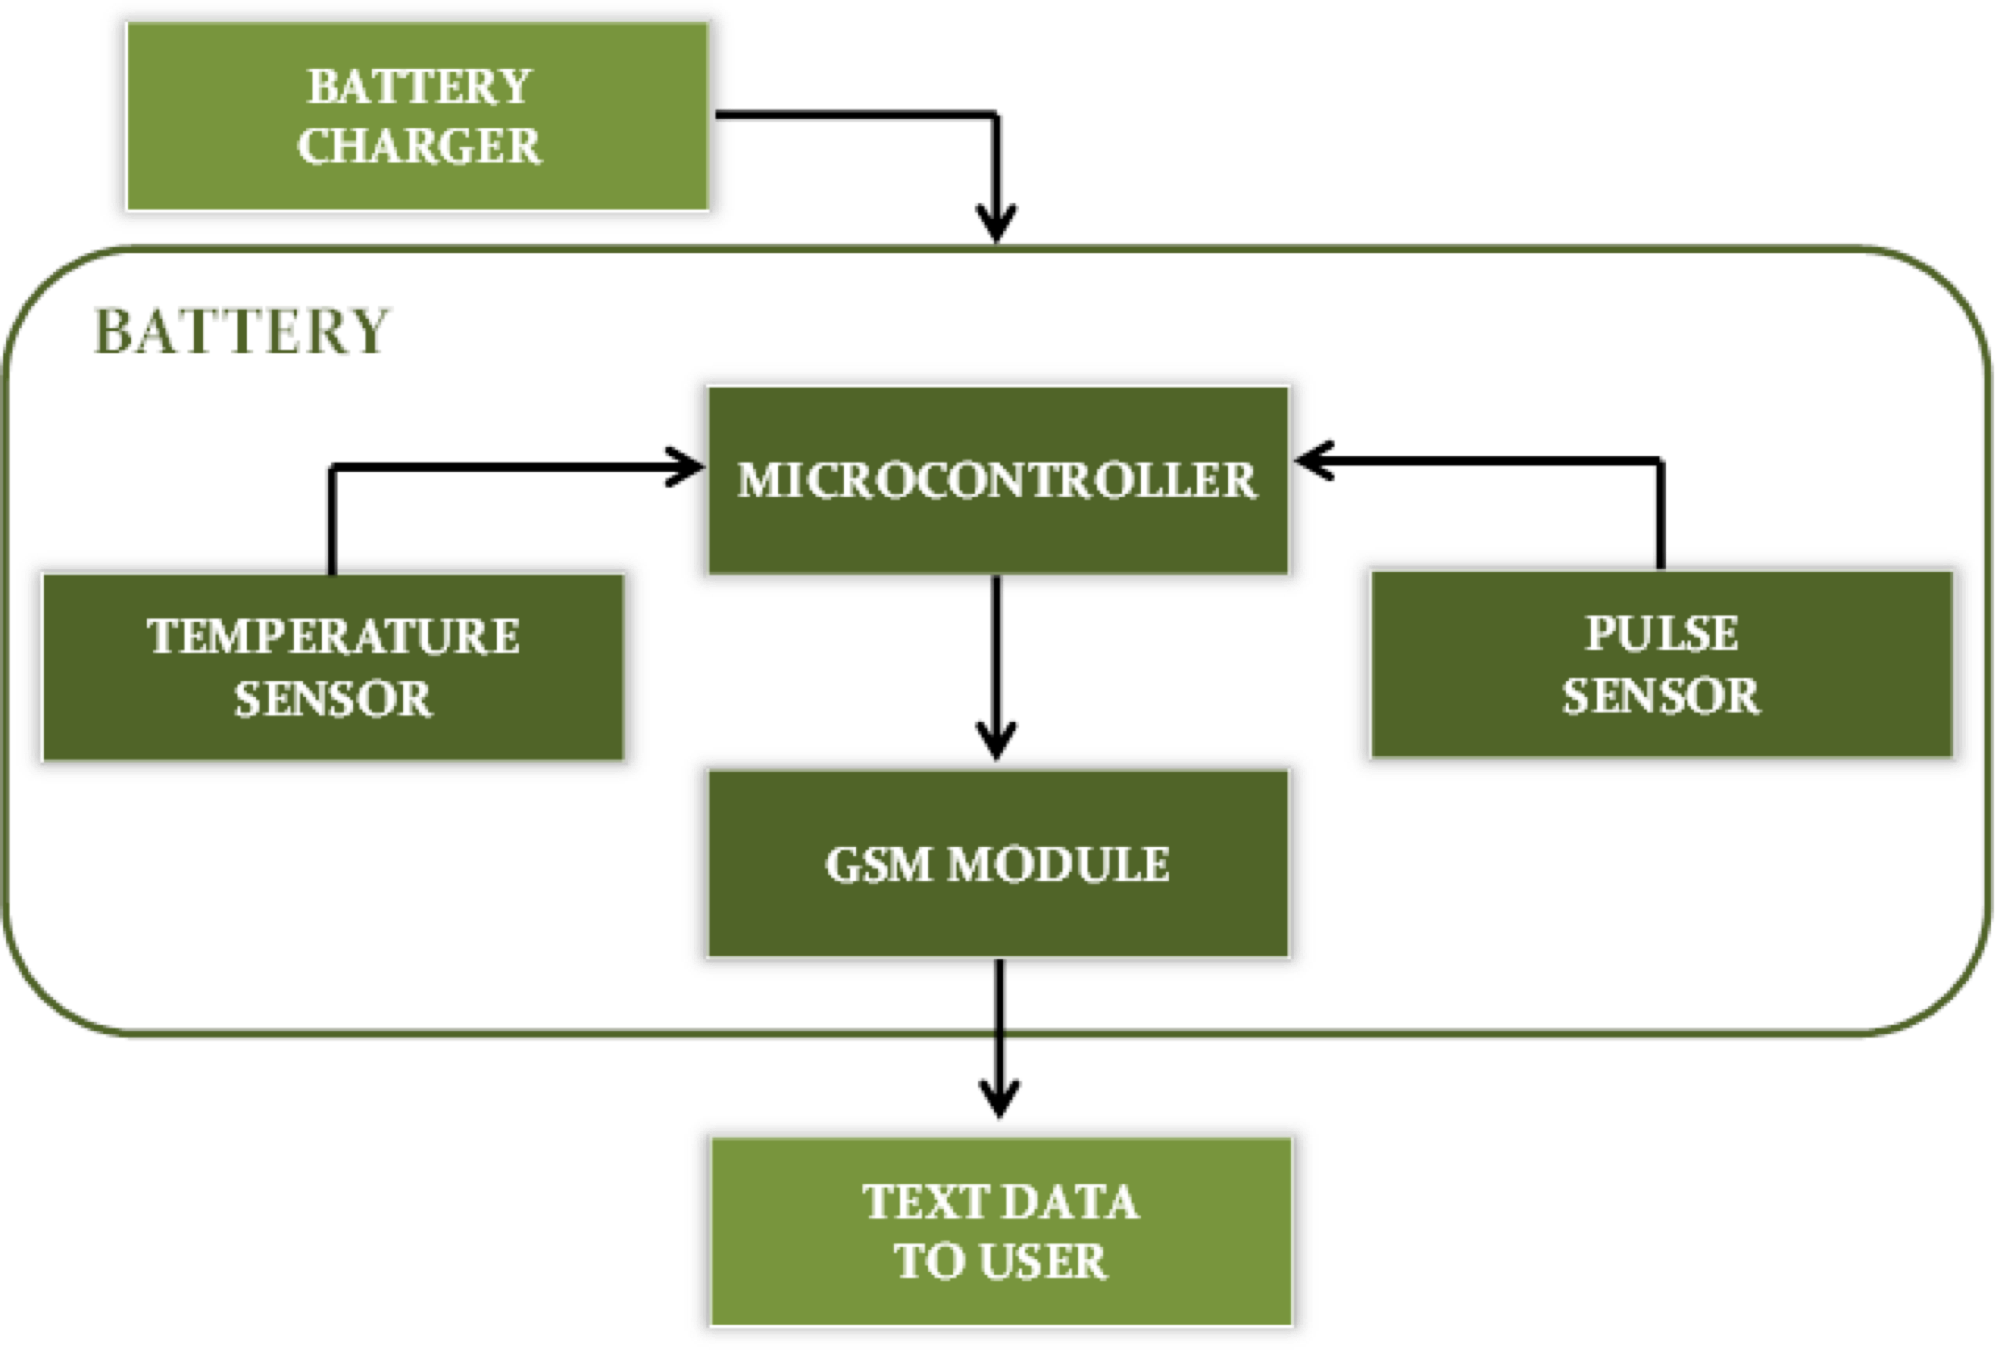 BATTERY
CHARGER
BATTERY
MICROCONTROLLER
TEMPERATURE
SENSOR
PULSE
SENSOR
GSM MODULE
TEXT DATA
TO USER